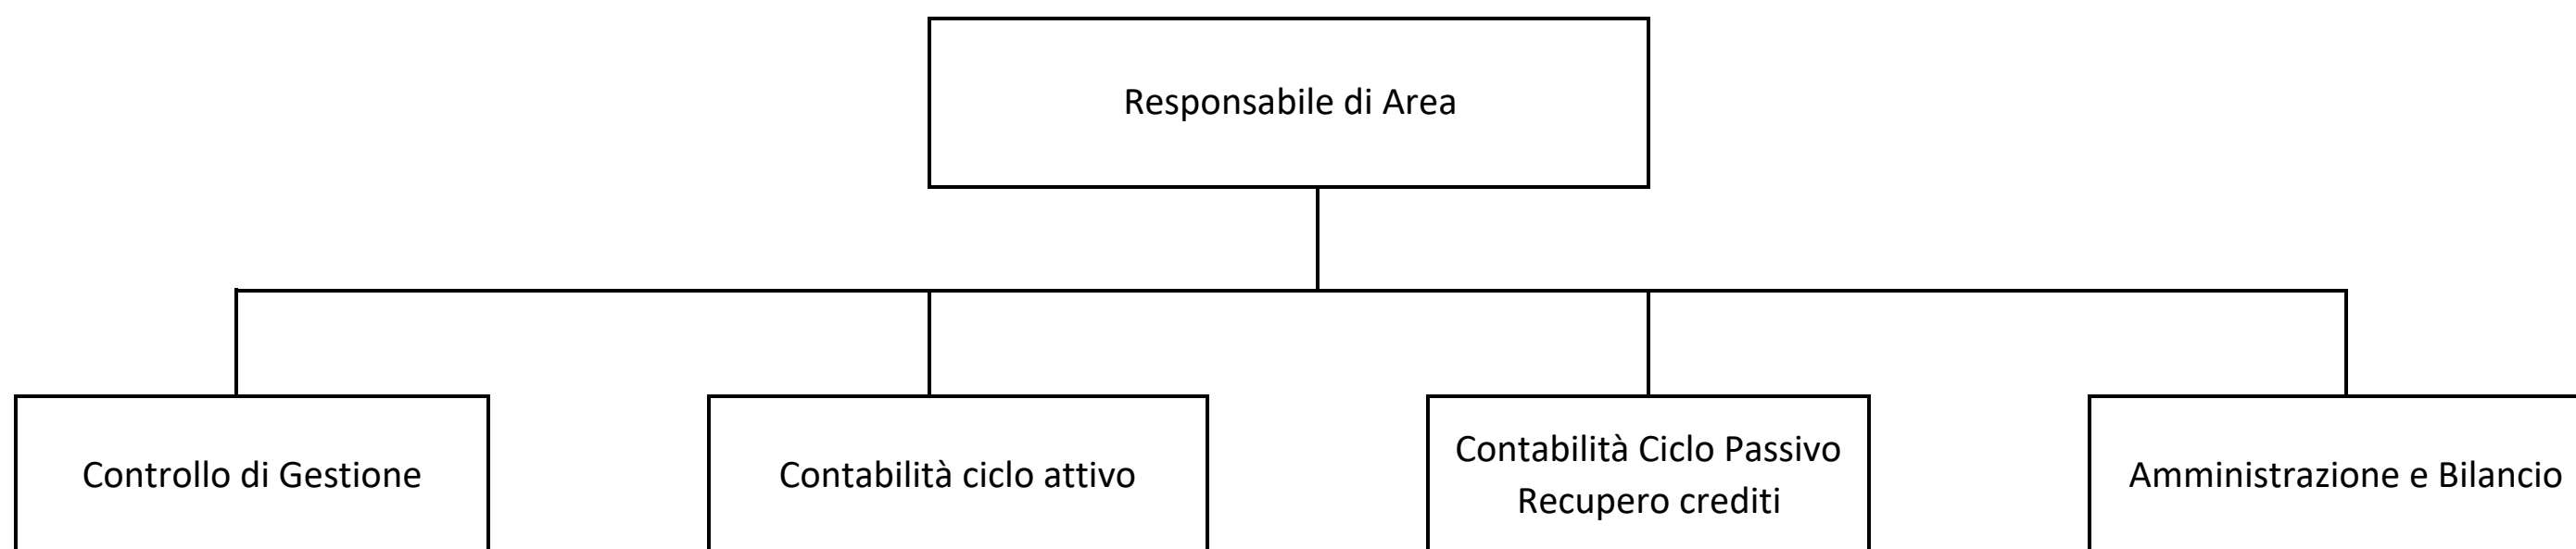 Responsabile di Area
Controllo di Gestione
Contabilità ciclo attivo
Contabilità Ciclo Passivo
Recupero crediti
Amministrazione e Bilancio